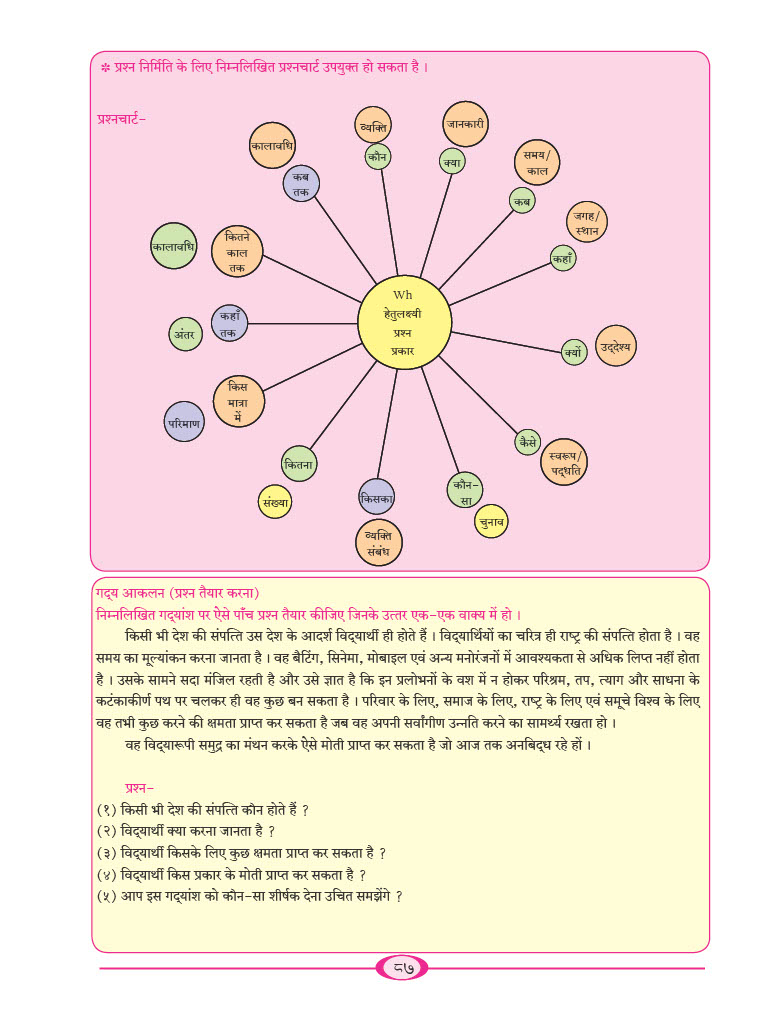 ✽ प्रश्न निर्मिति के लिए निम्नलिखित प्रश्नचार्ट उपयुक्त हो सकता है ।
प्रश्नचार्ट-
व्यक्ति
कौन
जानकारी
क्या
समय/
काल
कब
जगह/
स्थान
कहाँ
उद्देश्य
क्यों
कैसे
स्वरूप/
पद्धति
कौन-
सा
चुनाव
किसका
व्यक्ति
संबंध
कितना
संख्या
किस
मात्रा
में
परिमाण
कहाँ
तक
अंतर
कितने
काल
तक
कालावधि
कब
तक
कालावधि
Wh
हेतुलक्ष्यी
प्रश्न
प्रकार
गद्य आकलन (प्रश्न तैयार करना)
निम्नलिखित गद्यांश पर ऐसे पाँच प्रश्न तैयार कीजिए जिनके उत्तर एक-एक वाक्य में हो ।
किसी भी देश की संपत्ति उस देश के आदर्श विद्यार्थी ही होते हैं । विद्यार्थियों का चरित्र ही राष्ट्र की संपत्ति होता है । वह
समय का मूल्यांकन करना जानता है । वह बैटिंग, सिनेमा, मोबाइल एवं अन्य मनोरंजनों में आवश्यकता से अधिक लिप्त नहीं होता
है । उसके सामने सदा मंजिल रहती है और उसे ज्ञात है कि इन प्रलोभनों के वश में न होकर परिश्रम, तप, त्याग और साधना के
कटंकाकीर्ण पथ पर चलकर ही वह कुछ बन सकता है । परिवार के लिए, समाज के लिए, राष्ट्र के लिए एवं समूचे विश्व के लिए
वह तभी कुछ करने की क्षमता प्राप्त कर सकता है जब वह अपनी सर्वांगीण उन्नति करने का सामर्थ्य रखता हो ।
वह विद्यारूपी समुद्र का मंथन करके ऐसे मोती प्राप्त कर सकता है जो आज तक अनबिद्ध रहे हों ।
प्रश्न-
(१) किसी भी देश की संपत्ति कौन होते हैं ?
(२) विद्यार्थी क्या करना जानता है ?
(३) विद्यार्थी किसके लिए कुछ क्षमता प्राप्त कर सकता है ?
(४) विद्यार्थी किस प्रकार के मोती प्राप्त कर सकता है ?
(५) आप इस गद्यांश को कौन-सा शीर्षक देना उचित समझेंगे ?
८७